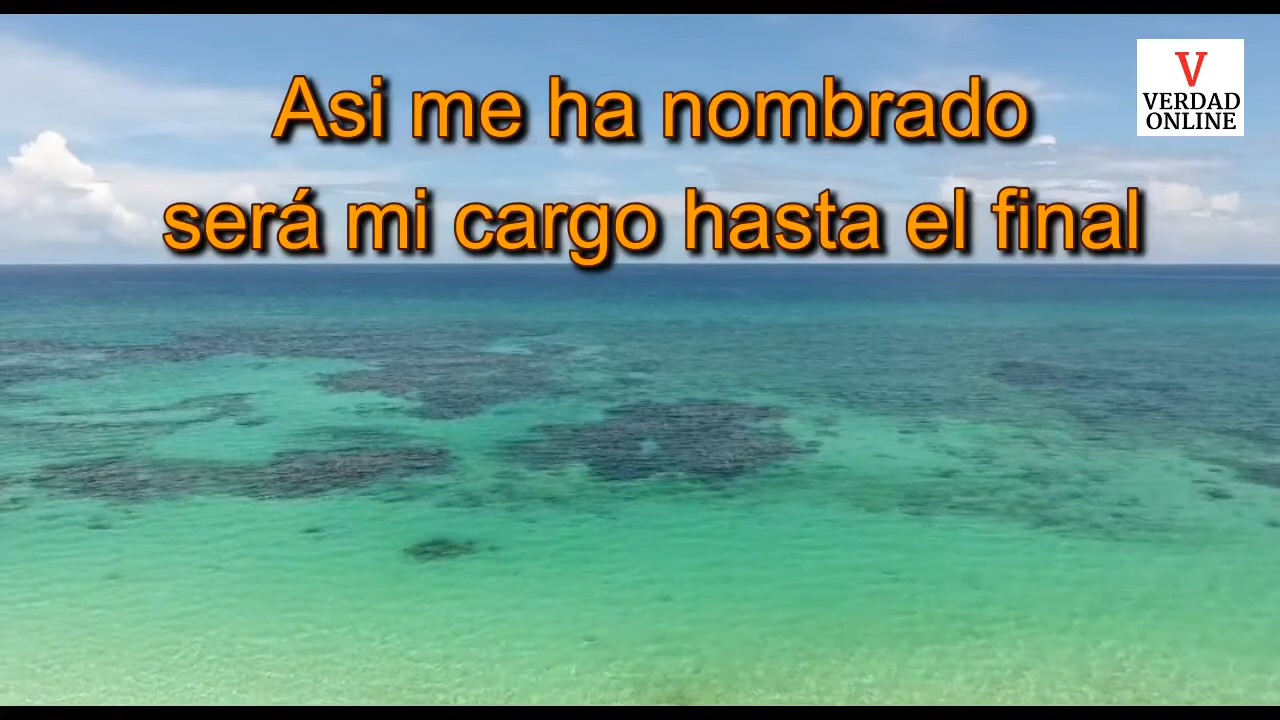 Asi me ha nombrado
será mi cargo hasta el final
V
VERDAD
ONLINE